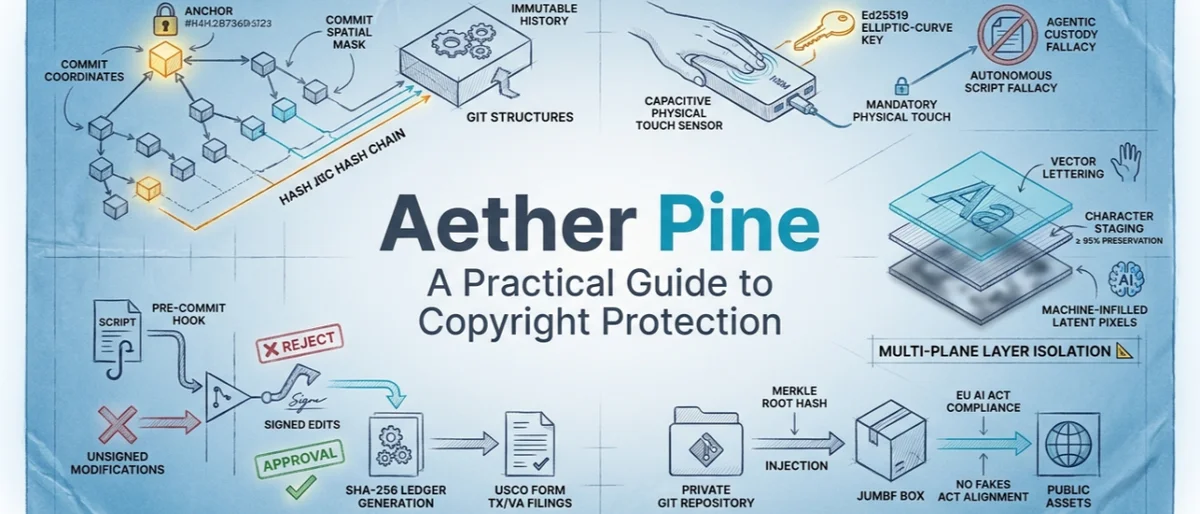 ANCHOR
COMMIT
SPATIAL
MASK
COMMIT
COORDINATES
IMMUTABLE
HISTORY
GIT STRUCTURES
HASH CHAIN
CAPACITIVE
PHYSICAL
TOUCH SENSOR
Ed25519
ELLIPTIC-CURVE
KEY
MANDATORY
PHYSICAL TOUCH
AGENTIC
CUSTODY
FALLACY
AUTONOMOUS
SCRIPT FALLACY
Aether Pine
A Practical Guide to
Copyright Protection
VECTOR
LETTERING
Aa
CHARACTER
STAGING
≥ 95% PRESERVATION
AI
MACHINE-INFILLED
LATENT PIXELS
MULTI-PLANE LAYER ISOLATION
SCRIPT
PRE-COMMIT
HOOK
REJECT
SIGNED EDITS
UNSIGNED
MODIFICATIONS
APPROVAL
SHA-256 LEDGER
GENERATION
USCO FORM
TX/VA FILINGS
PRIVATE
GIT REPOSITORY
MERKLE
ROOT HASH
INJECTION
JUMBF BOX
EU AI ACT
COMPLIANCE
NO FAKES
ACT ALIGNMENT
PUBLIC
ASSETS